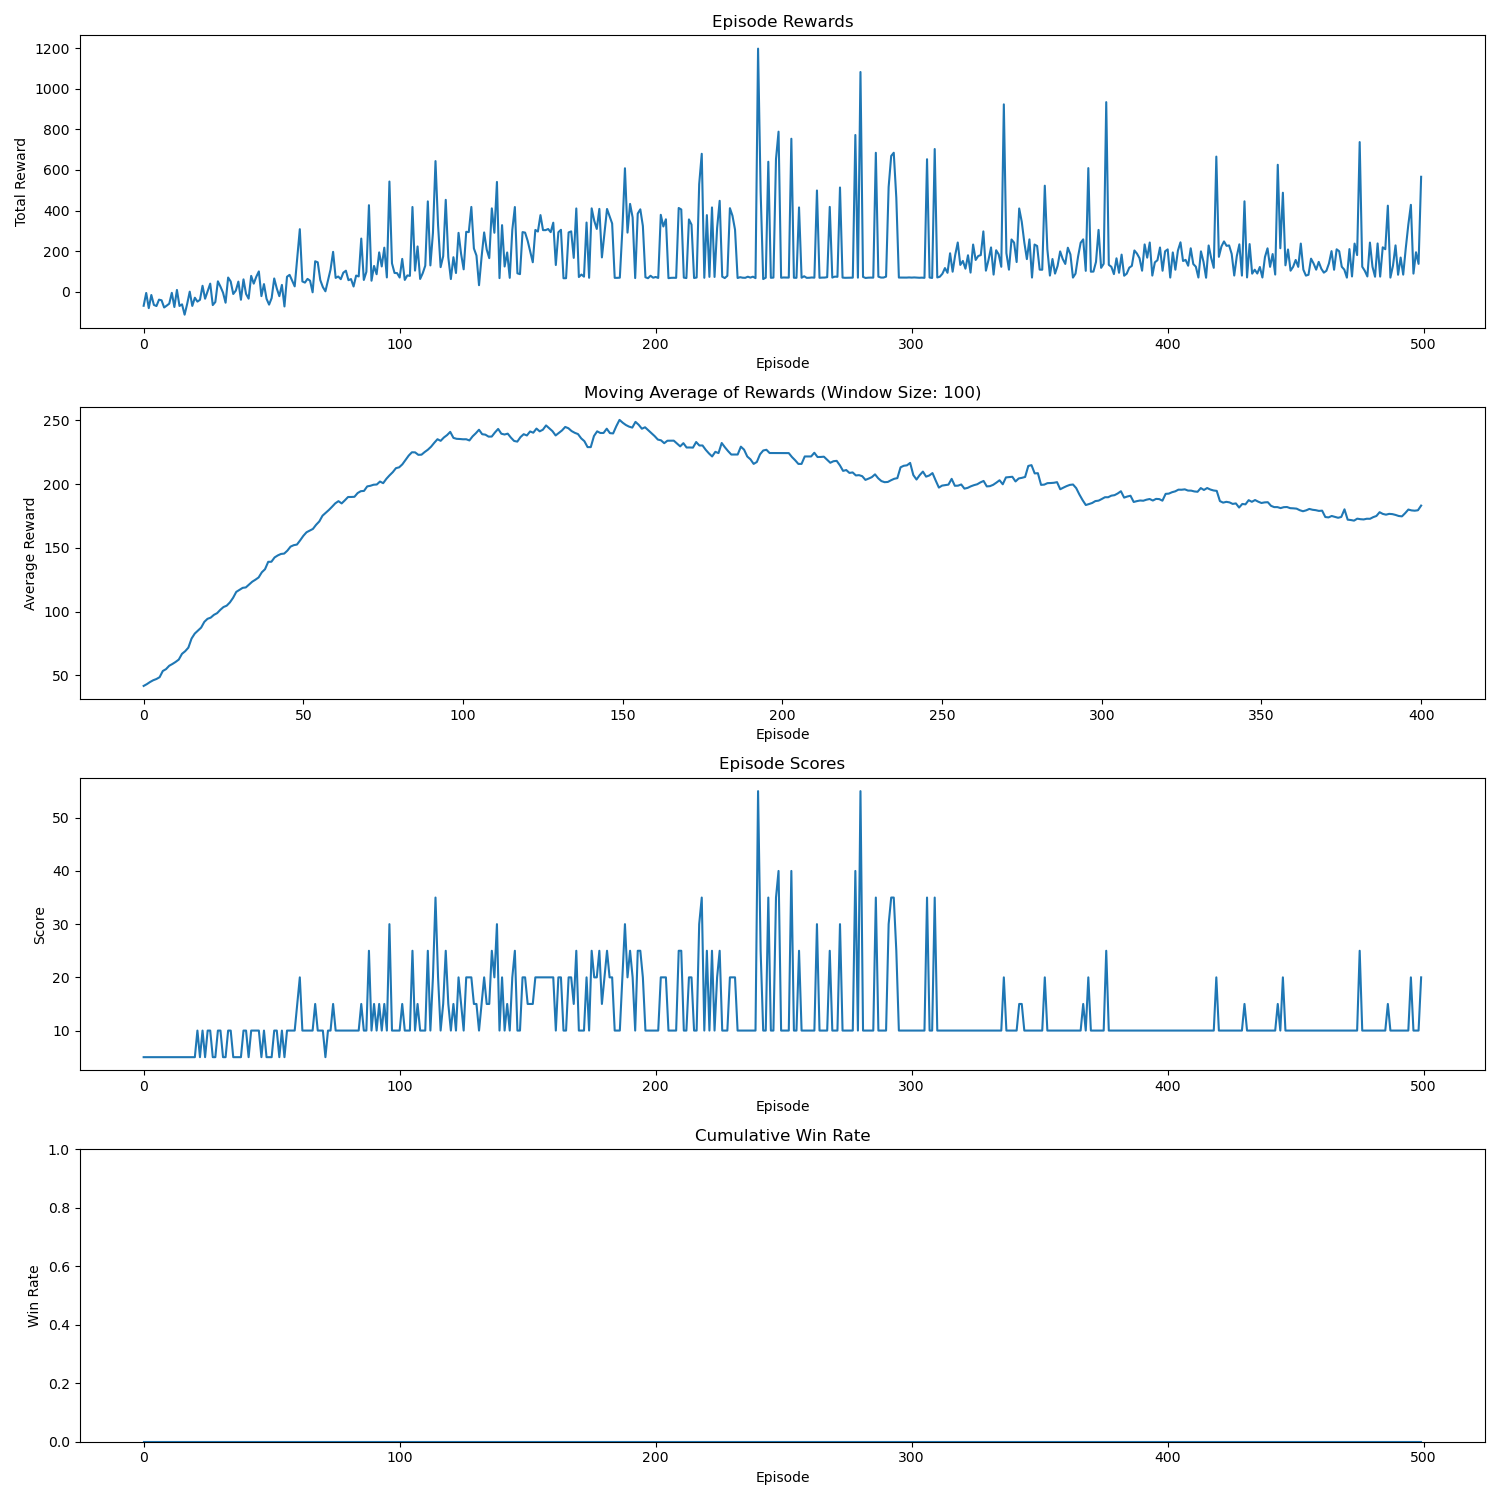 Episode Rewards
Total Reward
1200
1000
800
600
400
200
0
0 100 200 300 400 500
Episode
Moving Average of Rewards (Window Size: 100)
Average Reward
250
200
150
100
50
0 50 100 150 200 250 300 350 400
Episode
Episode Scores
Score
50
40
30
20
10
0 100 200 300 400 500
Episode
Cumulative Win Rate
Win Rate
1.0
0.8
0.6
0.4
0.2
0.0
0 100 200 300 400 500
Episode